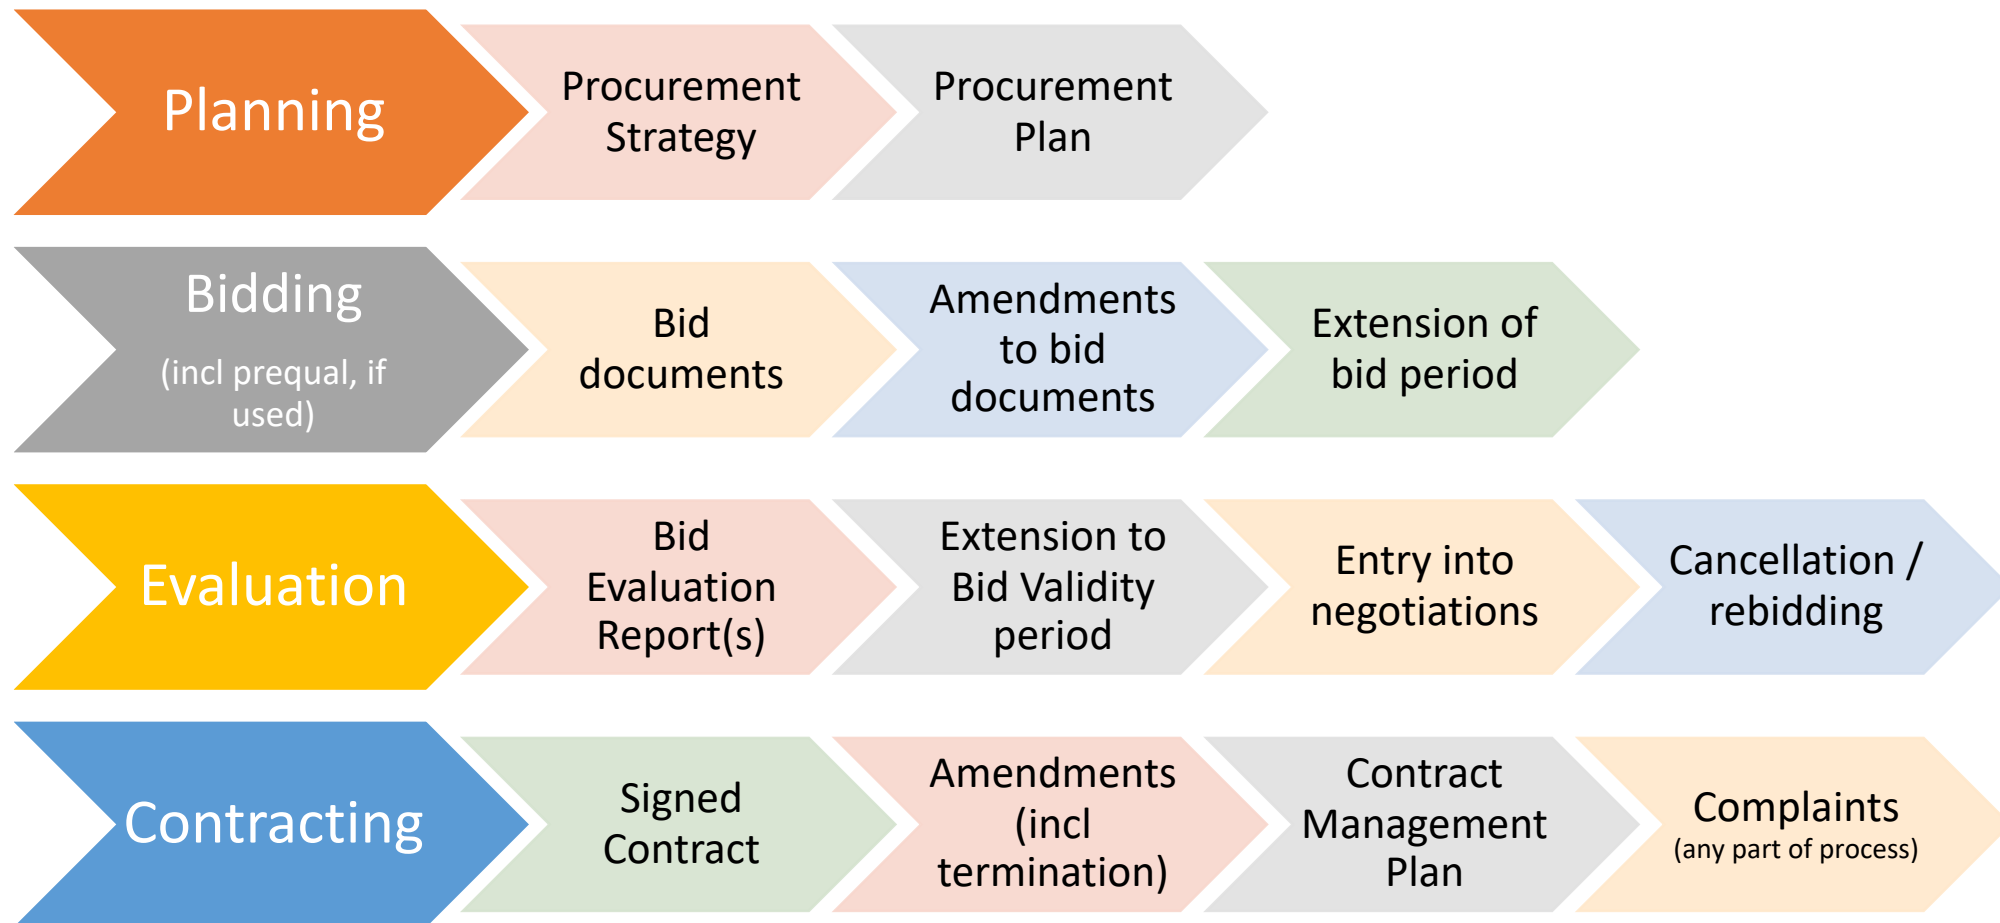 Planning
Procurement
Strategy
Procurement
Plan
Bidding
(incl prequal, if
used)
Bid
documents
Amendments
to bid
documents
Extension of
bid period
Evaluation
Bid
Evaluation
Report(s)
Extension to
Bid Validity
period
Entry into
negotiations
Cancellation /
rebidding
Contracting
Signed
Contract
Amendments
(incl
termination)
Contract
Management
Plan
Complaints
(any part of process)